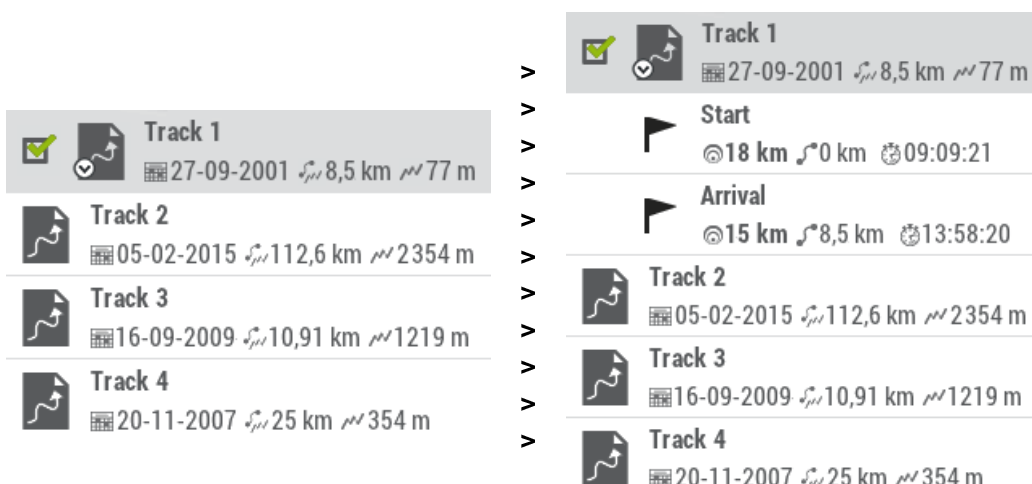 Track 1
27-09-2001 8,5 km 77 m
Track 2
05-02-2015 112,6 km 2354 m
Track 3
16-09-2009 10,91 km 1219 m
Track 4
20-11-2007 25 km 354 m
>
>
>
>
>
>
>
>
>
>
>
Track 1
27-09-2001 8,5 km 77 m
Start
18 km 0 km 09:09:21
Arrival
15 km 8,5 km 13:58:20
Track 2
05-02-2015 112,6 km 2354 m
Track 3
16-09-2009 10,91 km 1219 m
Track 4
20-11-2007 25 km 354 m